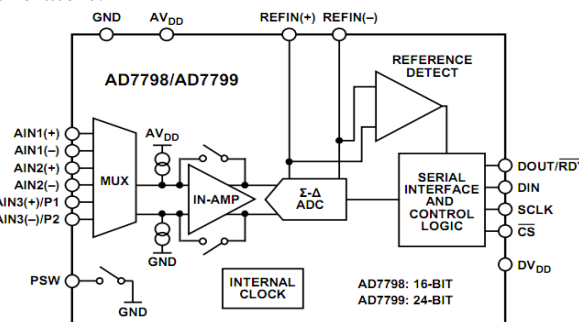 GND AVDD REFIN(+) REFIN(–)
REFERENCE
DETECT
AD7798/AD7799
AIN1(+)
AIN1(–)
AIN2(+)
AIN2(–)
AIN3(+)/P1
AIN3(–)/P2
MUX
AVDD
GND
IN-AMP
Σ-Δ
ADC
SERIAL
INTERFACE
AND
CONTROL
LOGIC
DOUT/RDY
DIN
SCLK
CS
DVDD
PSW
GND
INTERNAL
CLOCK
AD7798: 16-BIT
AD7799: 24-BIT